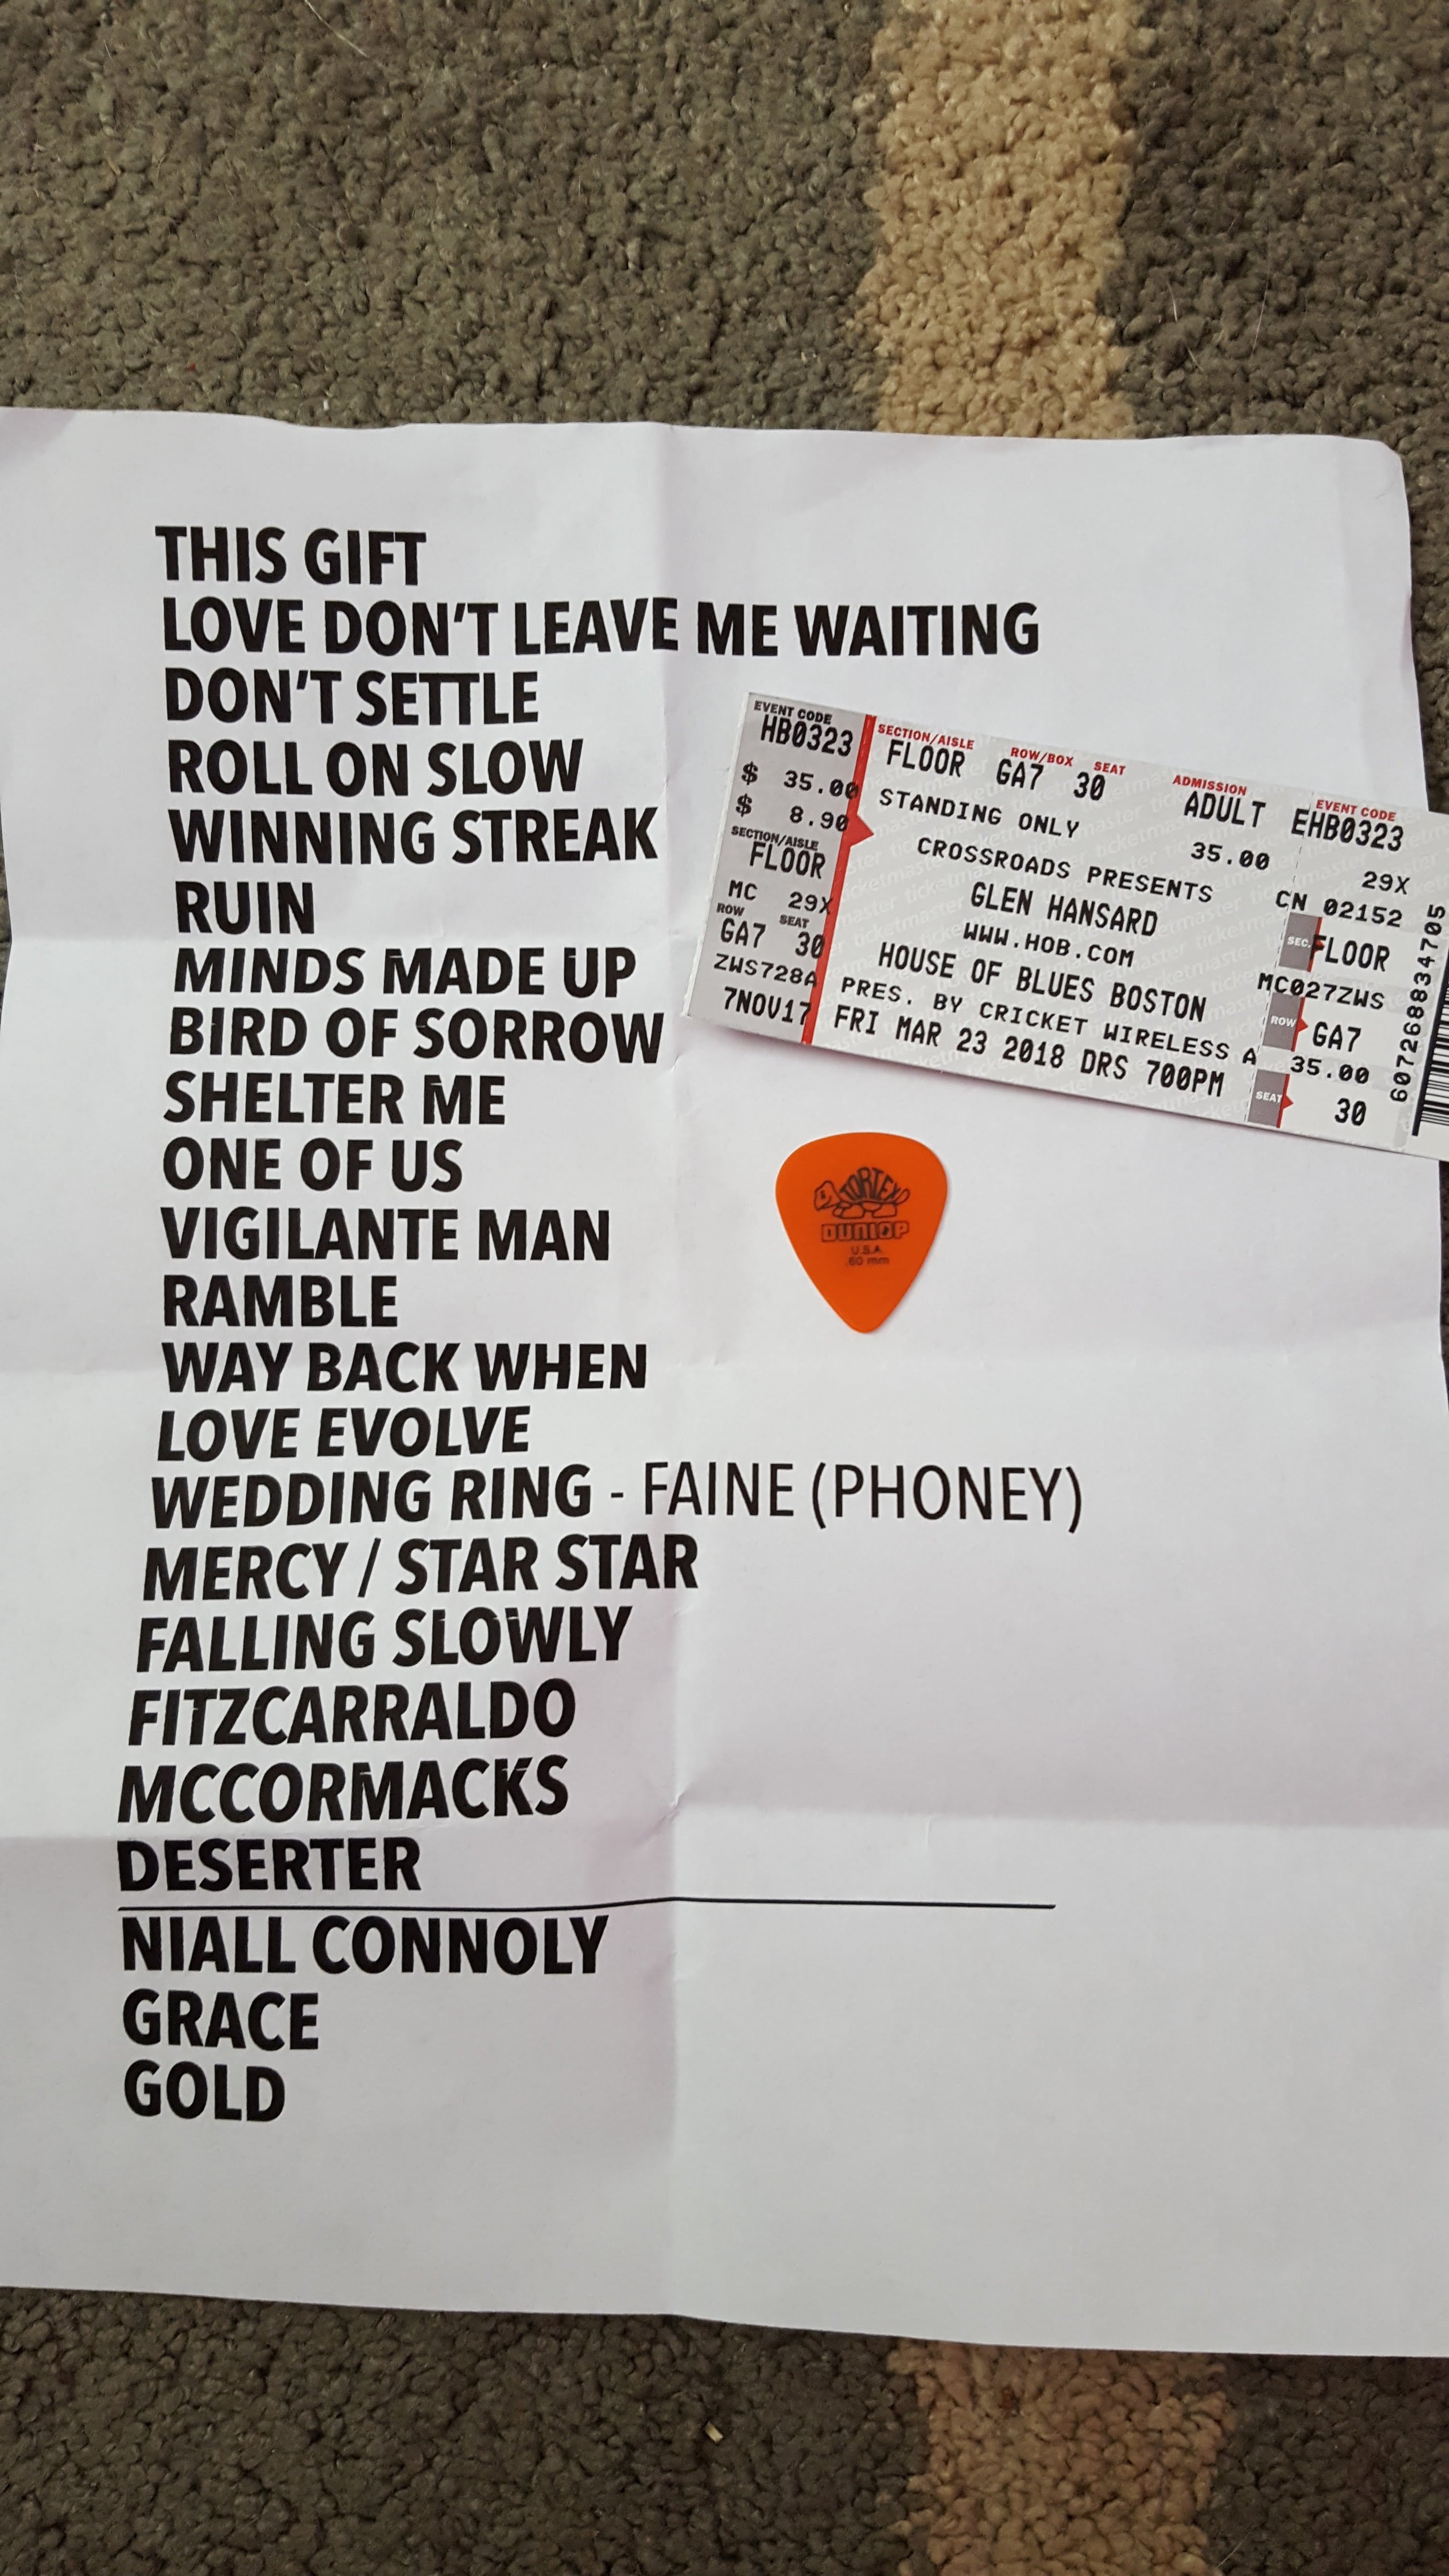 THIS GIFT
LOVE DON'T LEAVE ME WAITING
DON'T SETTLE
ROLL ON SLOW
WINNING STREAK
RUIN
MINDS MADE UP
BIRD OF SORROW
SHELTER ME
ONE OF US
VIGILANTE MAN
RAMBLE
WAY BACK WHEN
LOVE EVOLVE
WEDDING RING - FAINE (PHONEY)
MERCY / STAR STAR
FALLING SLOWLY
FITZCARRALDO
MCCORMACKS
DESERTER
NIALL CONNOLY
GRACE
GOLD
EVENT CODE
HB0323
$ 35.00
$ 8.90
SECTION/AISLE
FLOOR
MC 29X
ROW SEAT
GA7 30
ZWS728A
7NOV17
SECTION/AISLE ROW/BOX SEAT ADMISSION
FLOOR GA7 30 ADULT
STANDING ONLY 35.00
CROSSROADS PRESENTS
GLEN HANSARD
WWW.HOB.COM
HOUSE OF BLUES BOSTON
PRES. BY CRICKET WIRELESS A
FRI MAR 23 2018 DRS 700PM
EVENT CODE
EHB0323
29X
CN 02152
SEC. FLOOR
MC027ZWS
ROW GA7
35.00
SEAT 30
607268834705
TORTEX
DUNLOP
U.S.A.
.60 mm